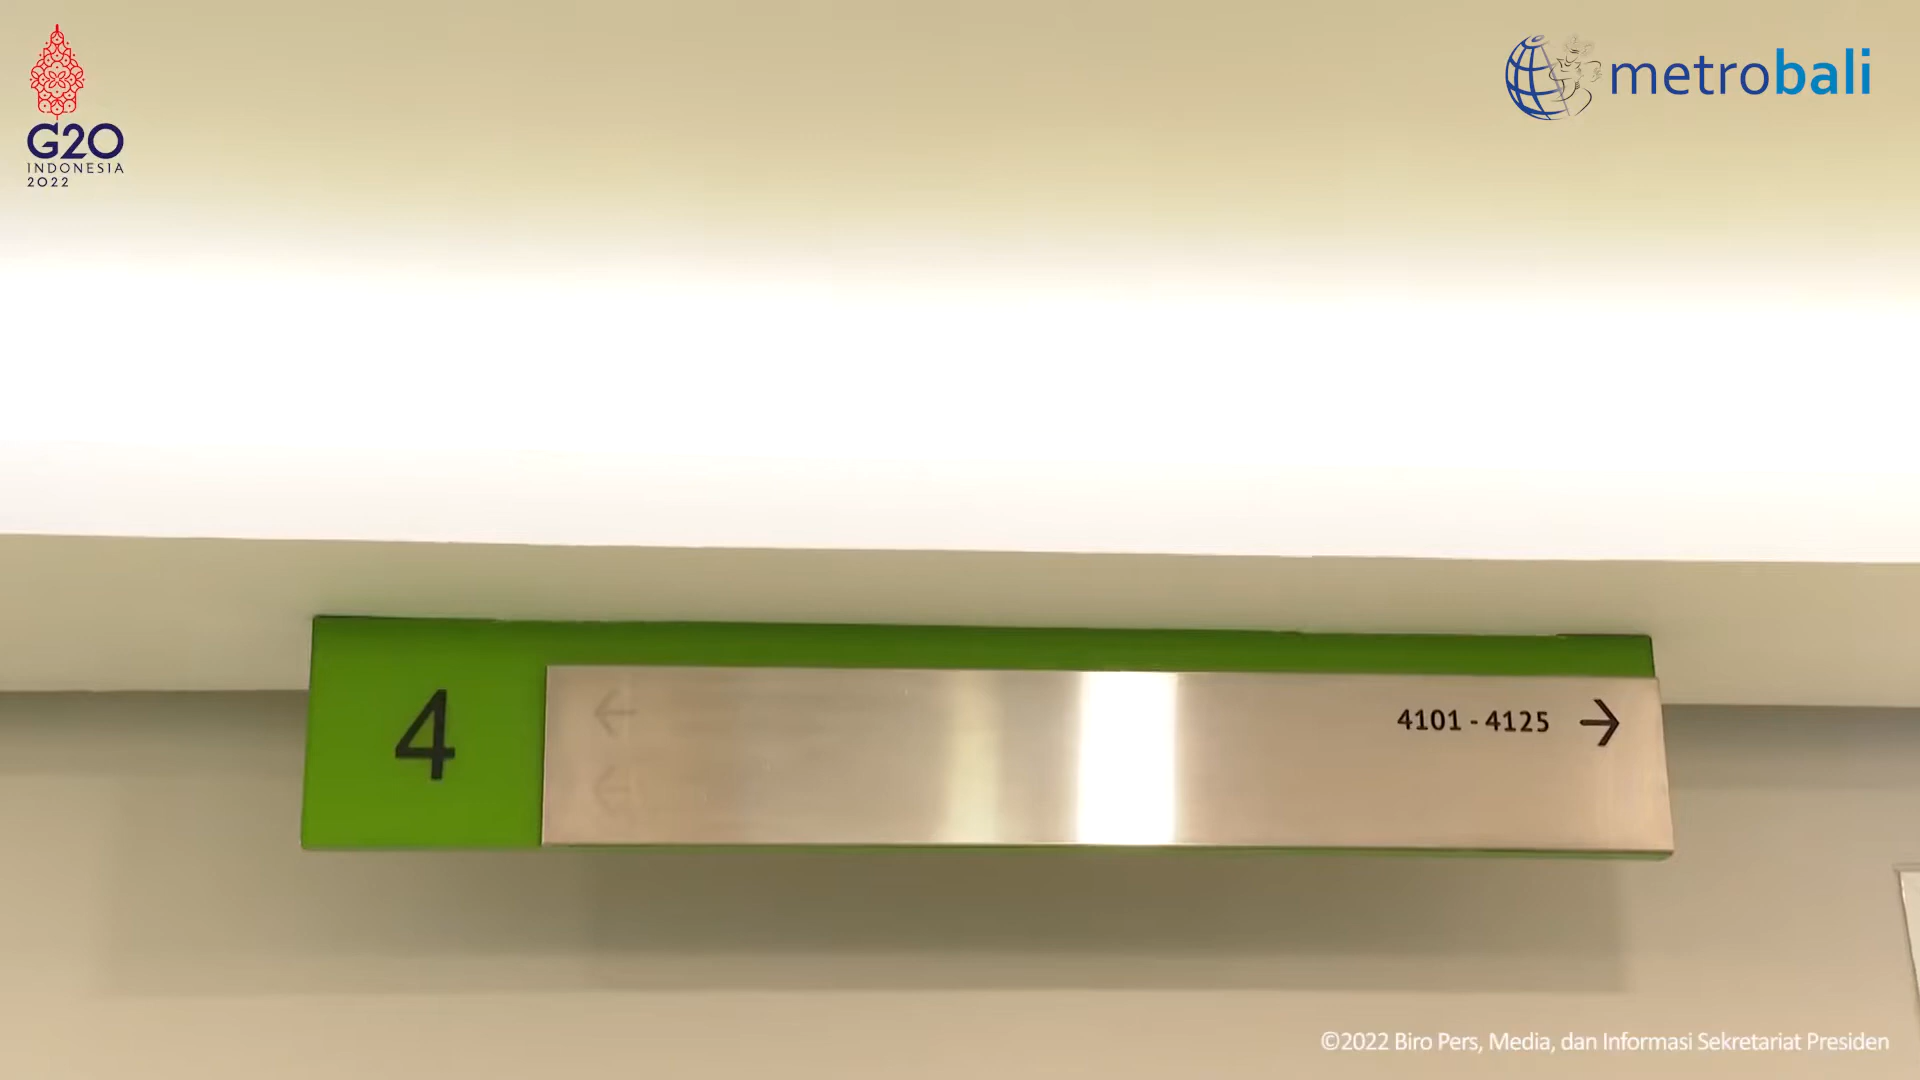 G20
INDONESIA
2022
metrobali
4
4101 - 4125 →
©2022 Biro Pers, Media, dan Informasi Sekretariat Presiden